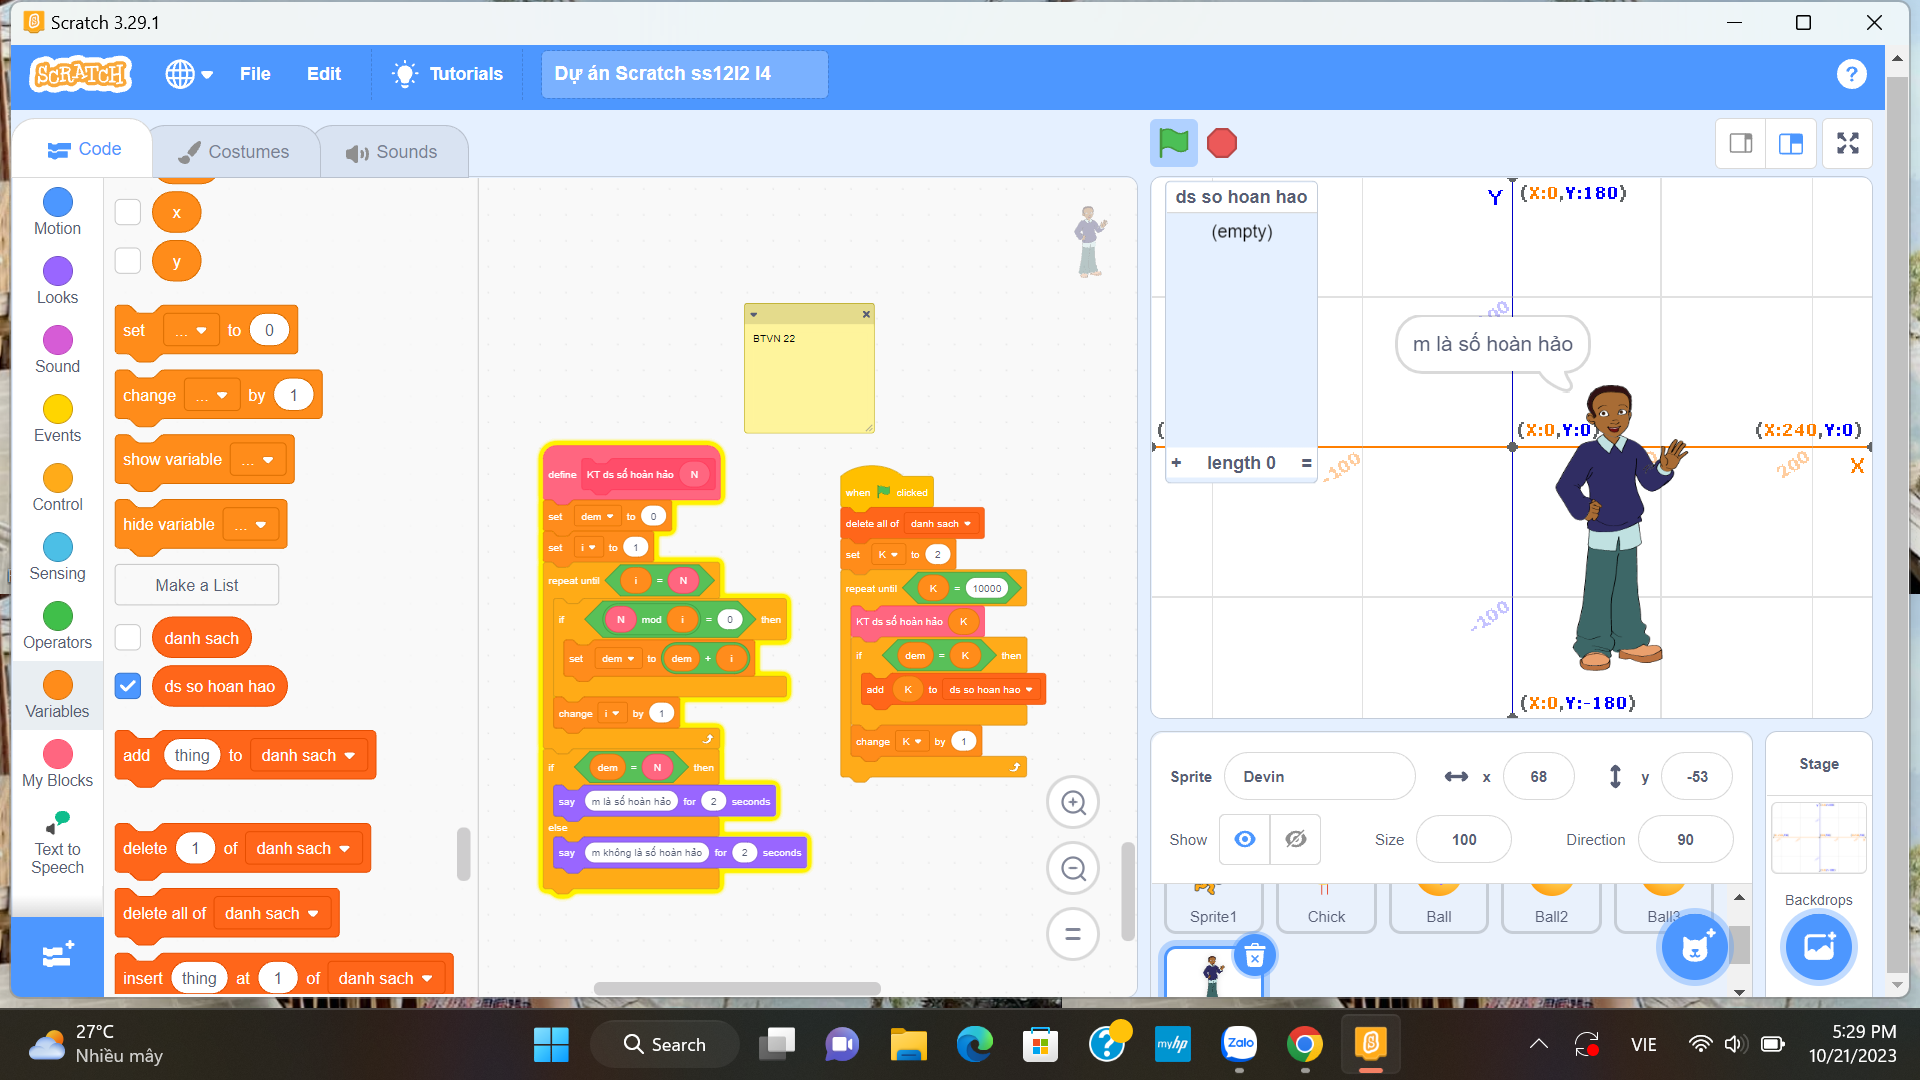 Scratch 3.29.1
SCRATCH
File
Edit
Tutorials
Dự án Scratch ss12l2 l4
?
Code
Costumes
Sounds
Motion
Looks
Sound
Events
Control
Sensing
Operators
Variables
My Blocks
Text to
Speech
x
y
set ... to 0
change ... by 1
show variable ...
hide variable ...
Make a List
danh sach
ds so hoan hao
add thing to danh sach
delete 1 of danh sach
delete all of danh sach
insert thing at 1 of danh sach
BTVN 22
define KT ds số hoàn hảo N
set dem to 0
set i to 1
repeat until i = N
if N mod i = 0 then
set dem to dem + i
change i by 1
if dem = N then
say m là số hoàn hảo for 2 seconds
else
say m không là số hoàn hảo for 2 seconds
when clicked
delete all of danh sach
set K to 2
repeat until K = 10000
KT ds số hoàn hảo K
if dem = K then
add K to ds so hoan hao
change K by 1
ds so hoan hao
(empty)
+ length 0 =
Y
(X:0,Y:180)
m là số hoàn hảo
(X:0,Y:0)
(X:240,Y:0)
-100
200
X
-100
(X:0,Y:-180)
Sprite Devin x 68 y -53
Show Size 100 Direction 90
Sprite1
Chick
Ball
Ball2
Ball3
Stage
Backdrops
27°C
Nhiều mây
Search
myhp
Zalo
VIE
5:29 PM
10/21/2023